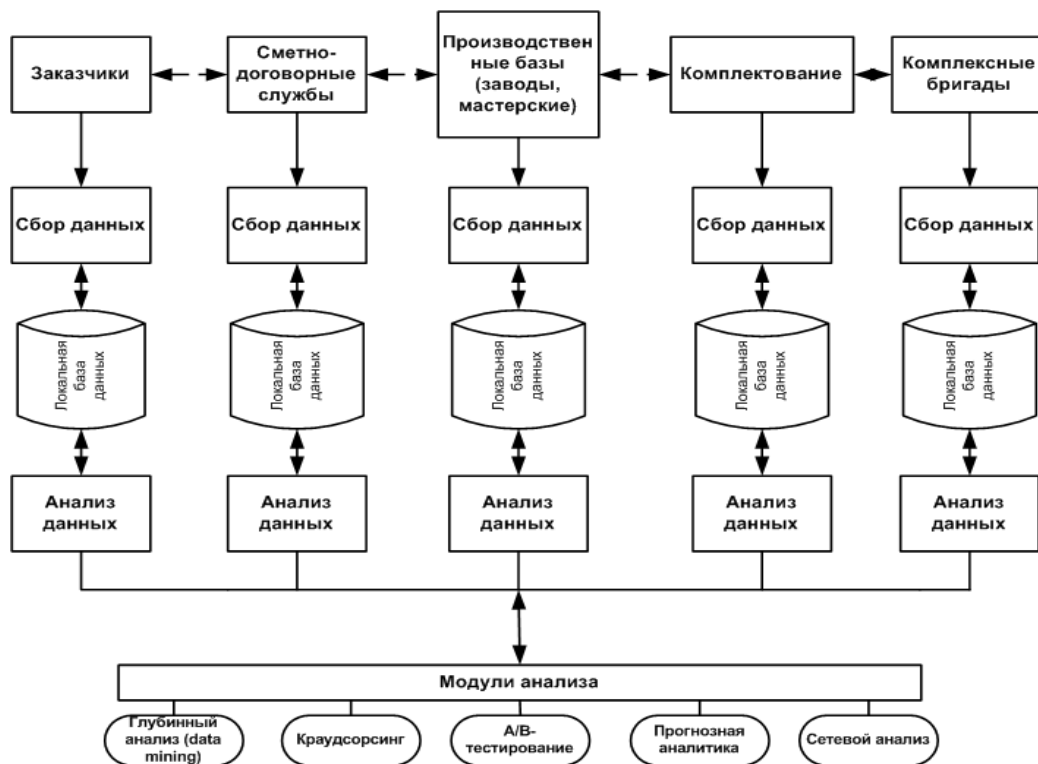 Заказчики
Сметно-
договорные
службы
Производствен
ные базы
(заводы,
мастерские)
Комплектование
Комплексные
бригады
Сбор данных
Сбор данных
Сбор данных
Сбор данных
Сбор данных
Локальная
база
данных
Локальная
база
данных
Локальная
база
данных
Локальная
база
данных
Локальная
база
данных
Анализ
данных
Анализ
данных
Анализ
данных
Анализ
данных
Анализ
данных
Модули анализа
Глубинный
анализ (data
mining)
Краудсорсинг
A/B-
тестирование
Прогнозная
аналитика
Сетевой анализ